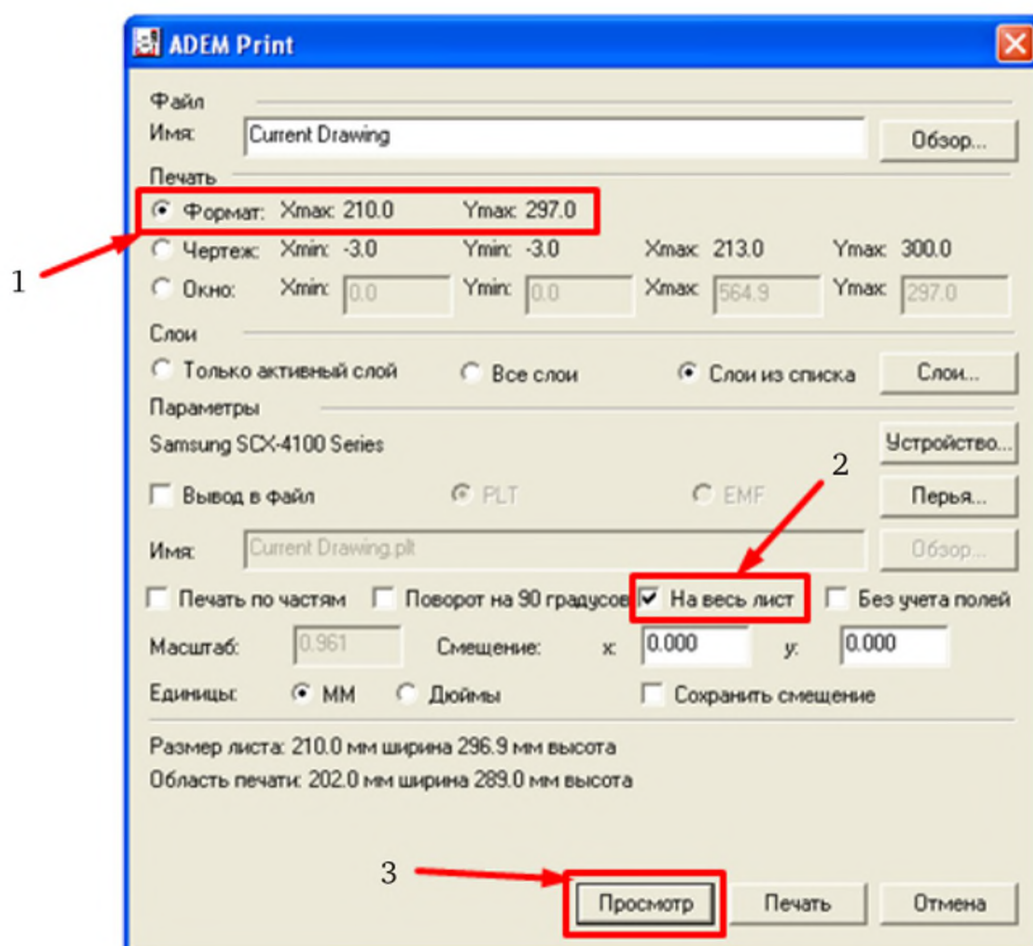 ADEM Print
Файл
Имя: Current Drawing Обзор...
Печать
Формат: Xmax: 210.0 Ymax: 297.0
1
Чертеж: Xmin: -3.0 Ymin: -3.0 Xmax: 213.0 Ymax: 300.0
Окно: Xmin: 0.0 Ymin: 0.0 Xmax: 564.9 Ymax: 297.0
Слои
Только активный слой Все слои Слои из списка Слои...
Параметры
Samsung SCX-4100 Series Устройство...
2
Вывод в файл PLT EMF Перья...
Имя: Current Drawing.plt Обзор...
Печать по частям Поворот на 90 градусов На весь лист Без учета полей
Масштаб: 0.961 Смещение: x: 0.000 y: 0.000
Единицы: ММ Дюймы Сохранить смещение
Размер листа: 210.0 мм ширина 296.9 мм высота
Область печати: 202.0 мм ширина 289.0 мм высота
3
Просмотр Печать Отмена